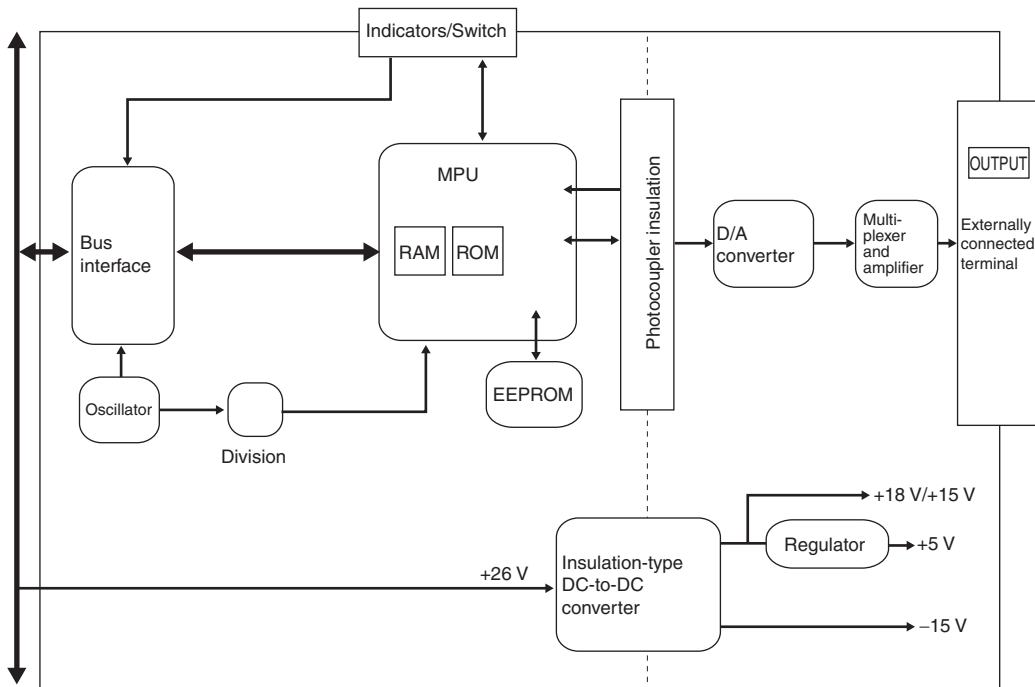 Indicators/Switch
MPU
RAM
ROM
Bus
interface
Oscillator
Division
EEPROM
Photocoupler insulation
D/A
converter
Multi-
plexer
and
amplifier
OUTPUT
Externally
connected
terminal
+26 V
Insulation-type
DC-to-DC
converter
+18 V/+15 V
Regulator
+5 V
−15 V